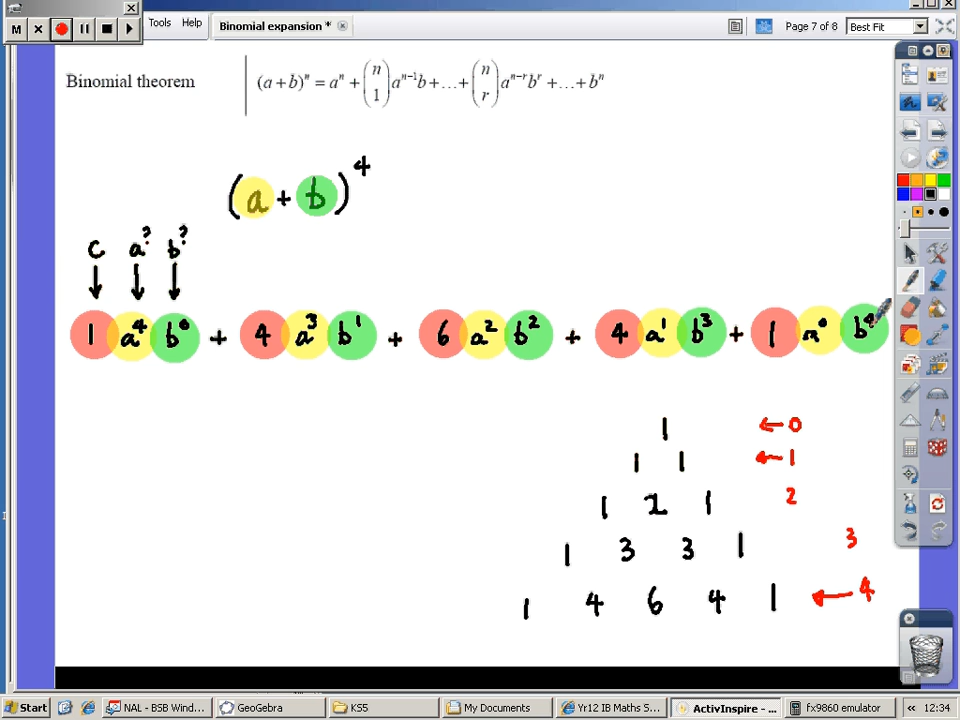 M
Tools Help Binomial expansion * Page 7 of 8 Best Fit
Binomial theorem (a + b)ⁿ = aⁿ + (n 1) aⁿ⁻¹b + ... + (n r) aⁿ⁻ʳbʳ + ... + bⁿ
(a + b)⁴
c a? b?
1 a⁴ b⁰ + 4 a³ b¹ + 6 a² b² + 4 a¹ b³ + 1 a⁰ b⁴
1 ← 0
1 1 ← 1
1 2 1 2
1 3 3 1 3
1 4 6 4 1 ← 4
Start NAL - BSB Wind... GeoGebra KS5 My Documents Yr12 IB Maths S... ActivInspire - ... fx9860 emulator « 12:34